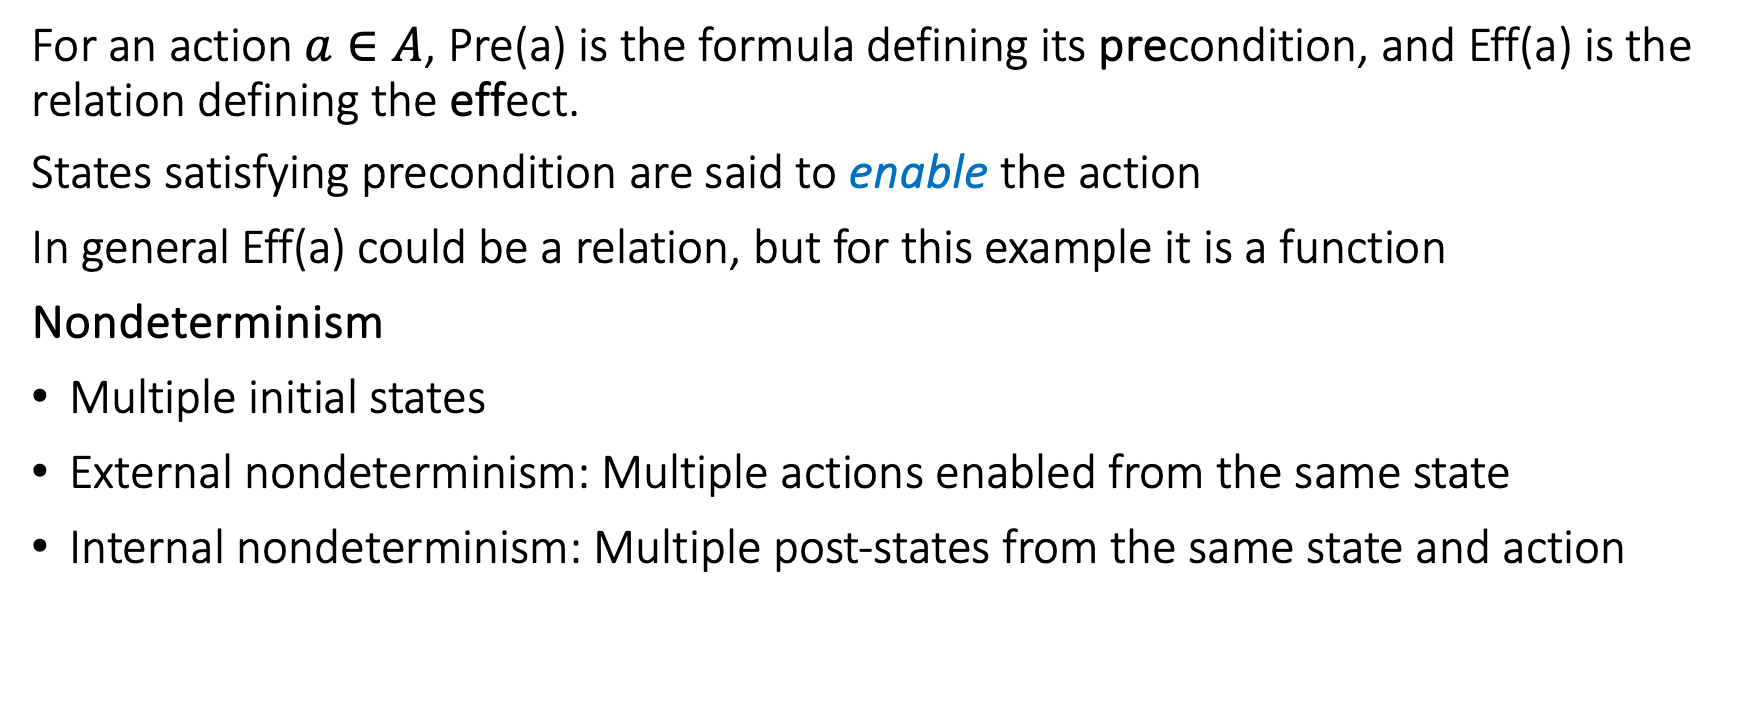 For an action 𝑎 ∈ 𝐴, Pre(a) is the formula defining its precondition, and Eff(a) is the
relation defining the effect.
States satisfying precondition are said to enable the action
In general Eff(a) could be a relation, but for this example it is a function
Nondeterminism
• Multiple initial states
• External nondeterminism: Multiple actions enabled from the same state
• Internal nondeterminism: Multiple post-states from the same state and action